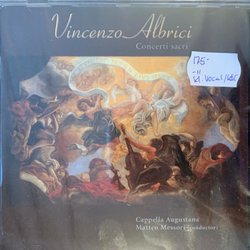 Vincenzo Albrici
Concerti sacri
175-
Cappella Augustana
Matteo Messori (conductor)